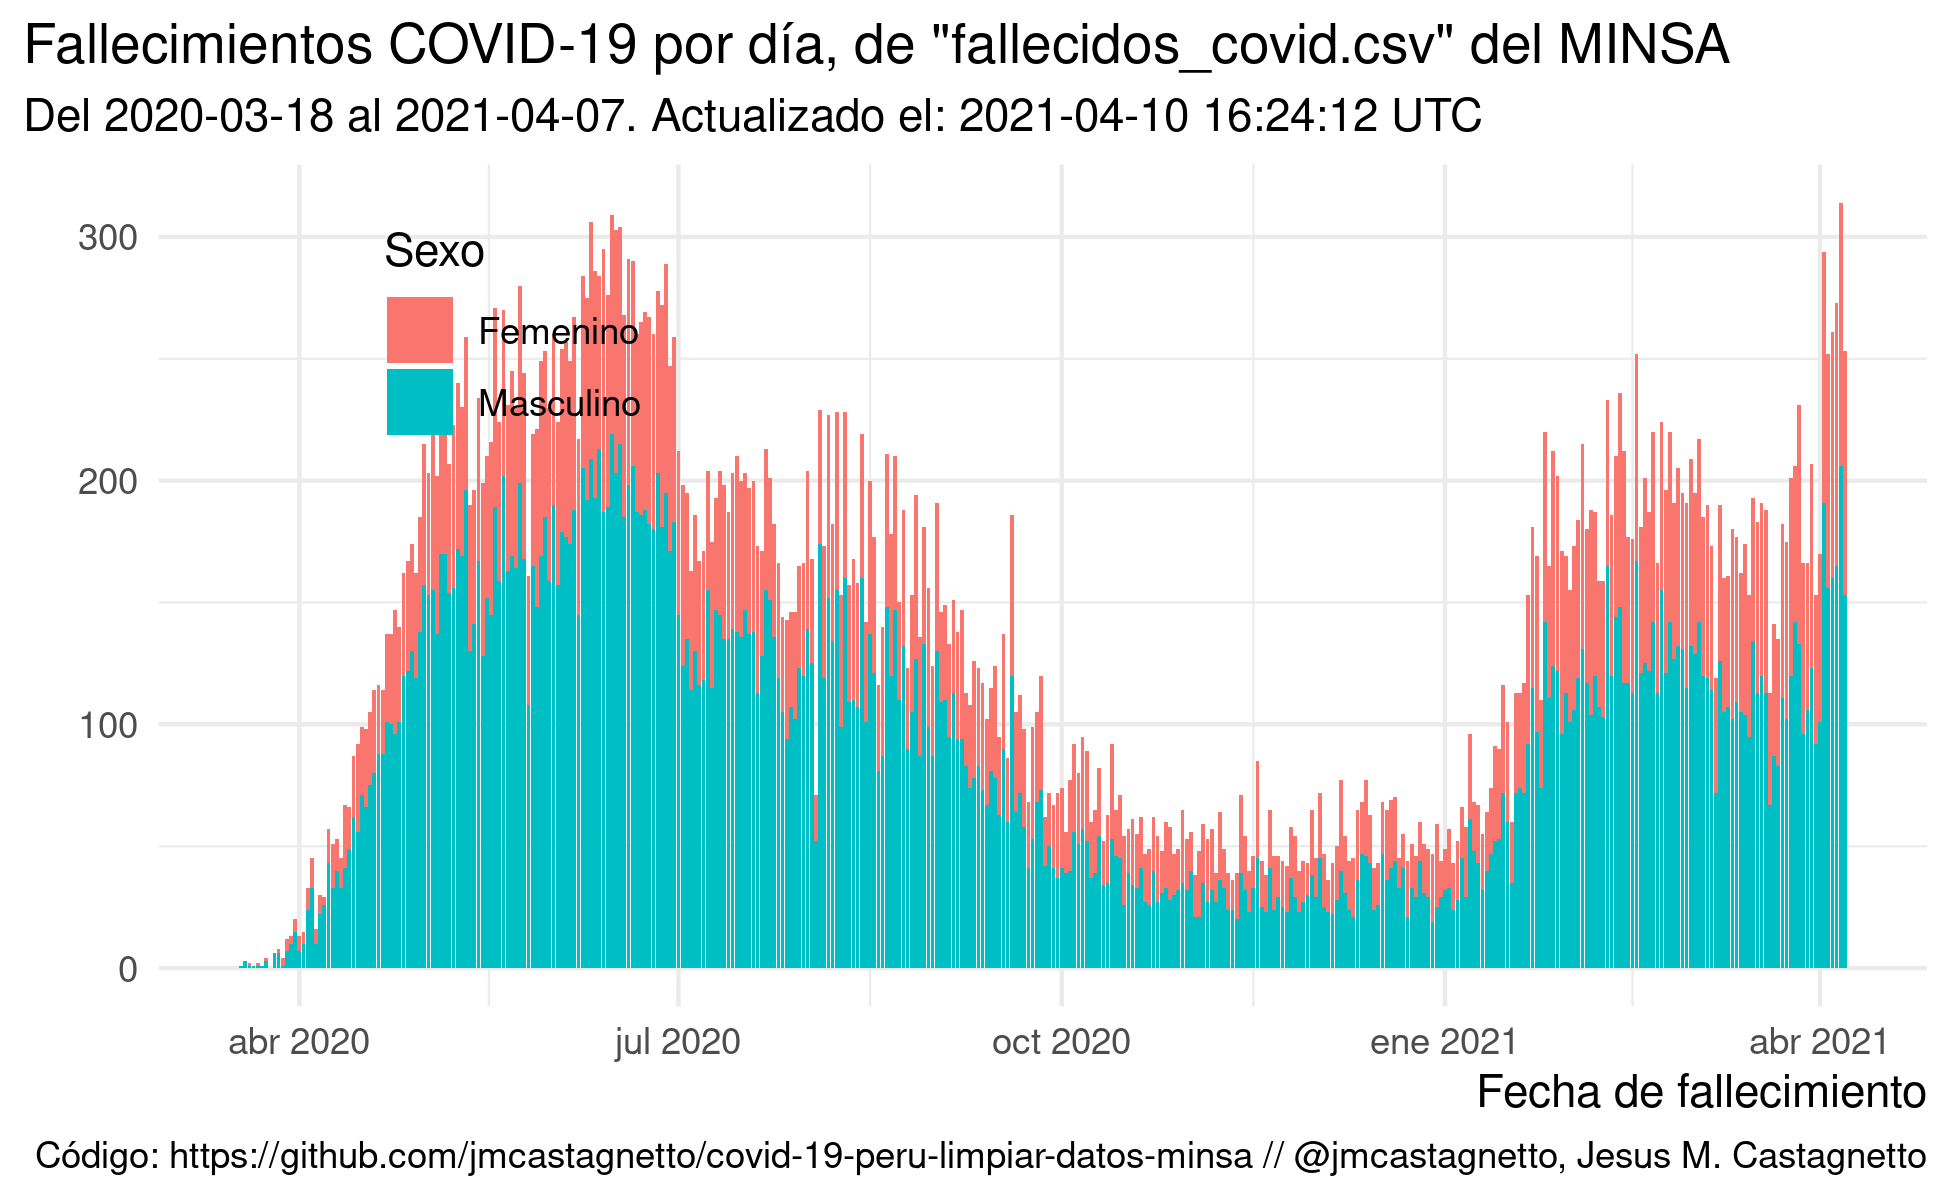 Fallecimientos COVID-19 por día, de "fallecidos_covid.csv" del MINSA
Del 2020-03-18 al 2021-04-07. Actualizado el: 2021-04-10 16:24:12 UTC
Sexo
Femenino
Masculino
300
200
100
0
abr 2020 jul 2020 oct 2020 ene 2021 abr 2021
Fecha de fallecimiento
Código: https://github.com/jmcastagnetto/covid-19-peru-limpiar-datos-minsa // @jmcastagnetto, Jesus M. Castagnetto